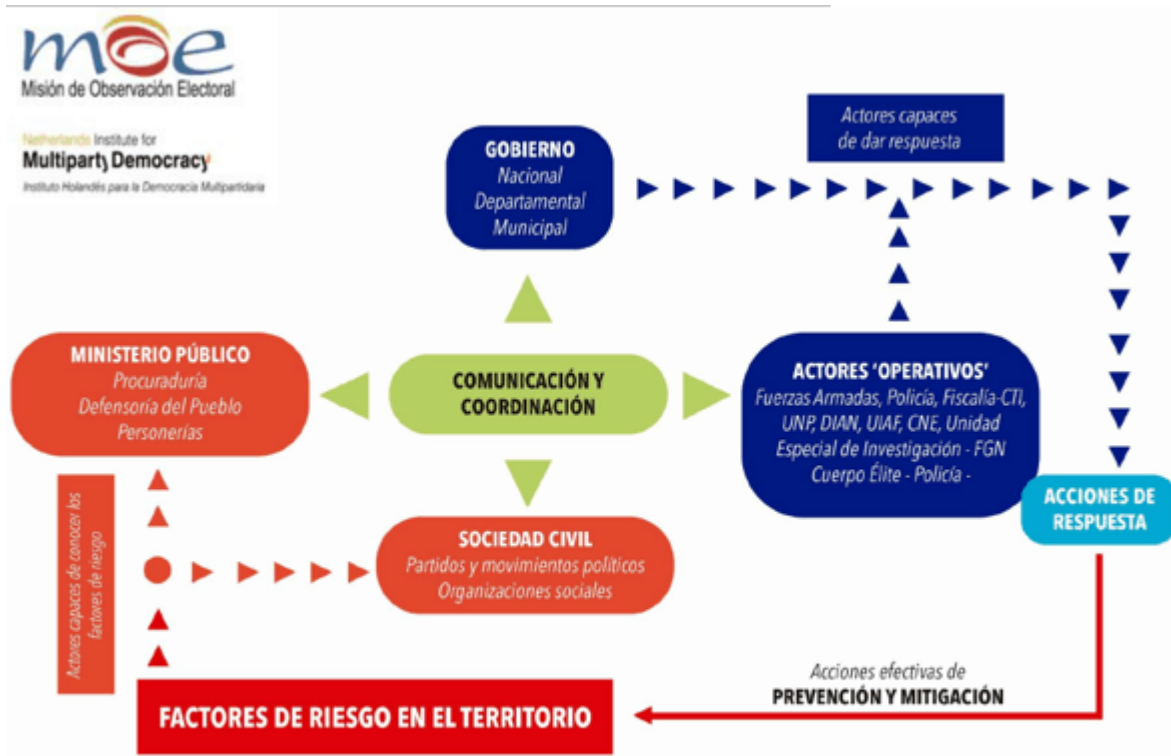 moe
Misión de Observación Electoral
Netherlands Institute for
Multiparty Democracy
Instituto Holandés para la Democracia Multipartidaria
Actores capaces
de dar respuesta
GOBIERNO
Nacional
Departamental
Municipal
MINISTERIO PÚBLICO
Procuraduría
Defensoría del Pueblo
Personerías
COMUNICACIÓN Y
COORDINACIÓN
ACTORES ‘OPERATIVOS’
Fuerzas Armadas, Policía, Fiscalía-CTI,
UNP, DIAN, UIAF, CNE, Unidad
Especial de Investigación - FGN
Cuerpo Élite - Policía -
Actores capaces de conocer los
factores de riesgo
SOCIEDAD CIVIL
Partidos y movimientos políticos
Organizaciones sociales
ACCIONES DE
RESPUESTA
Acciones efectivas de
PREVENCIÓN Y MITIGACIÓN
FACTORES DE RIESGO EN EL TERRITORIO